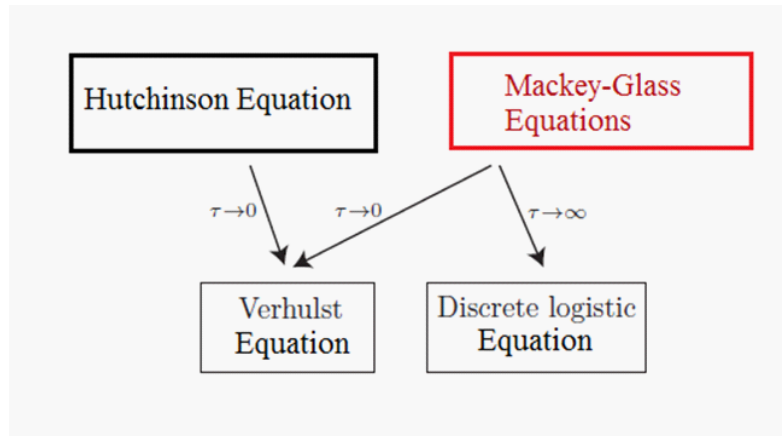 Hutchinson Equation
Mackey-Glass
Equations
τ→0
τ→0
τ→∞
Verhulst
Equation
Discrete logistic
Equation